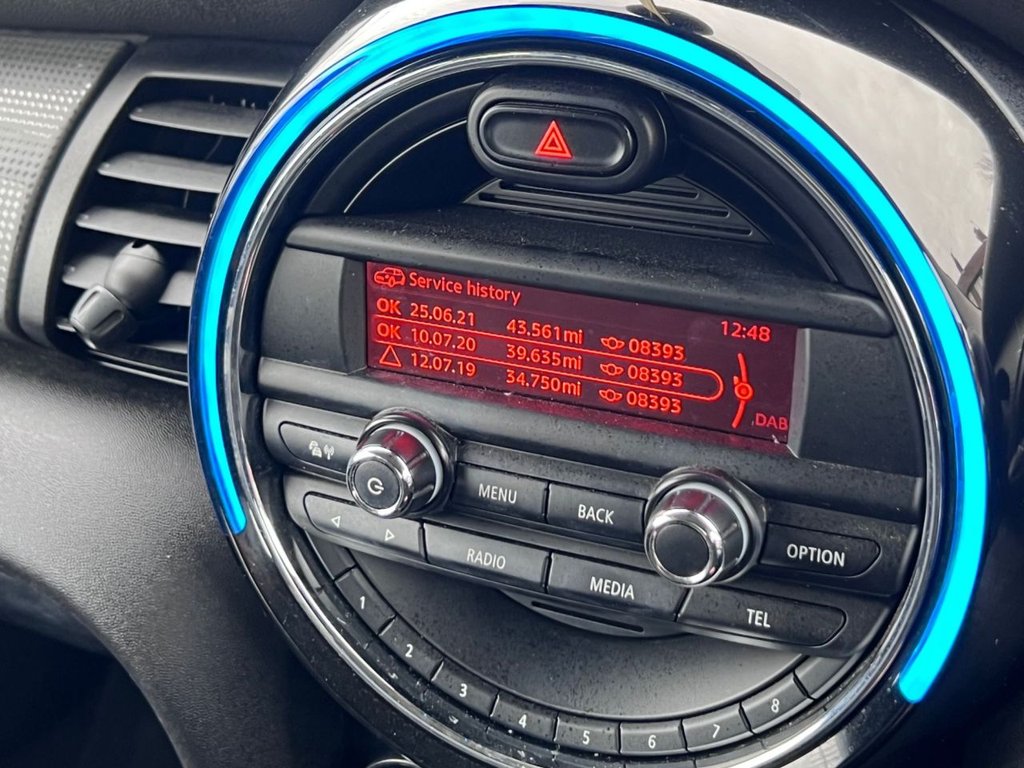 Service history
12:48
OK 25.06.21 43.561mi 08393
OK 10.07.20 39.635mi 08393
12.07.19 34.750mi 08393
DAB
MENU
BACK
OPTION
RADIO
MEDIA
TEL
1
2
3
4
5
6
7
8